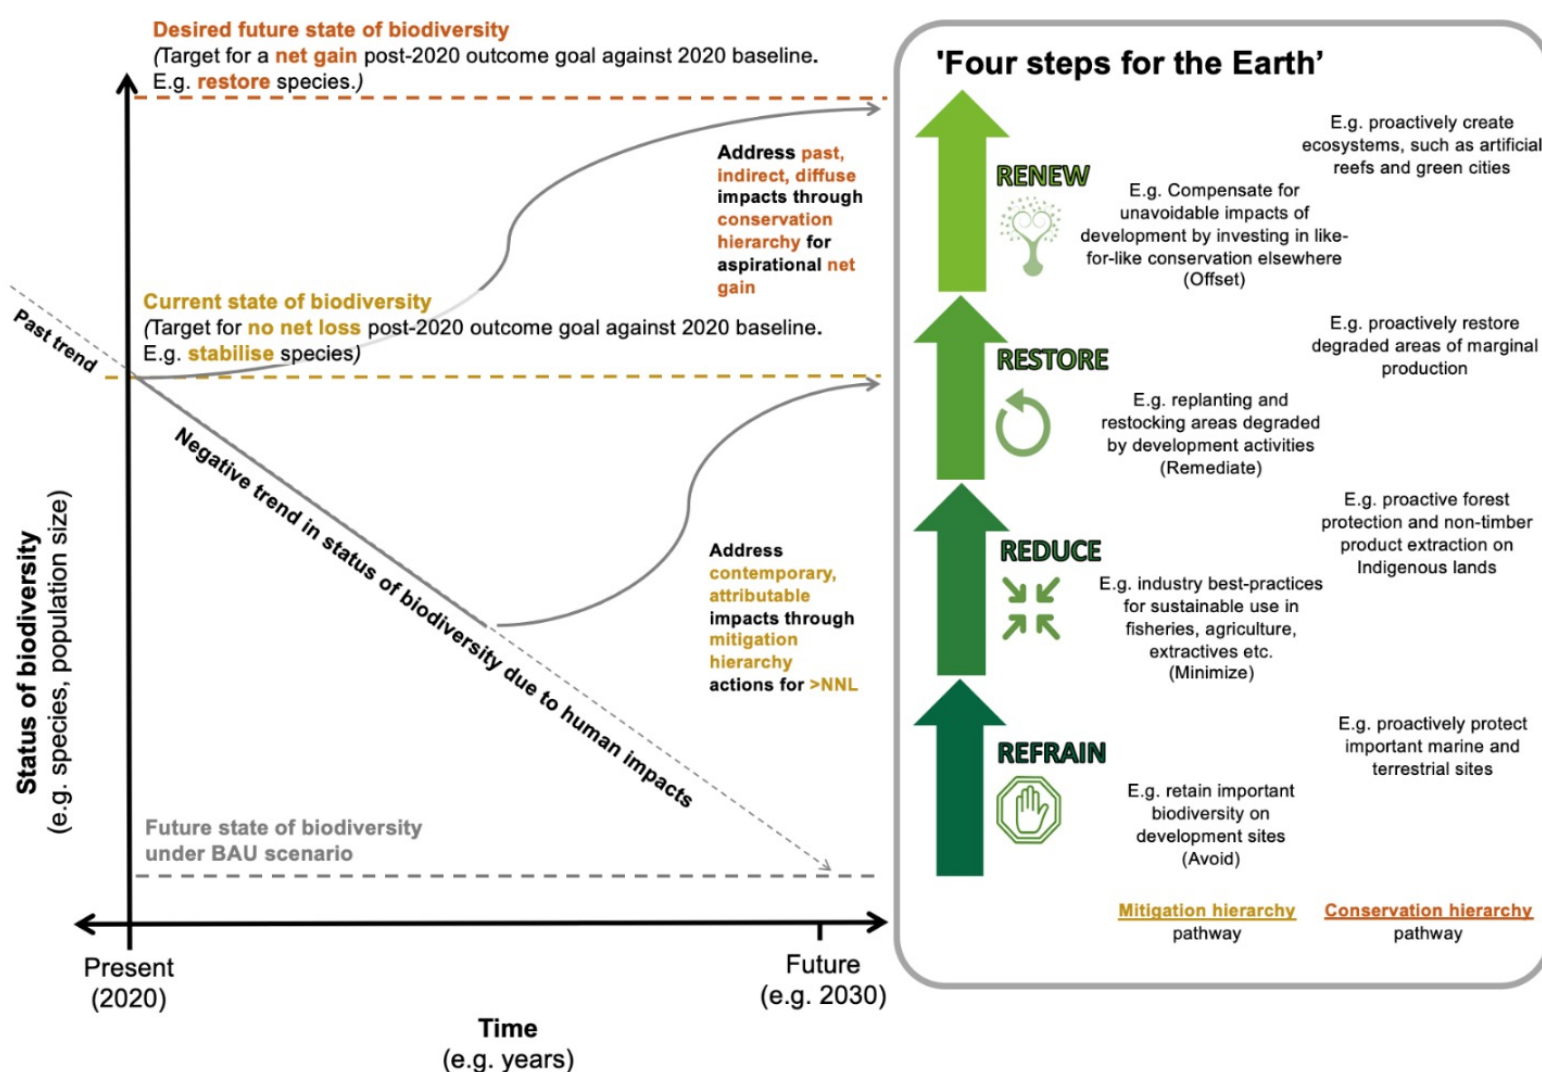 Desired future state of biodiversity
(Target for a net gain post-2020 outcome goal against 2020 baseline.
E.g. restore species.)
Address past,
indirect, diffuse
impacts through
conservation
hierarchy for
aspirational net
gain
Past trend
Current state of biodiversity
(Target for no net loss post-2020 outcome goal against 2020 baseline.
E.g. stabilise species)
Negative trend in status of biodiversity due to human impacts
Address
contemporary,
attributable
impacts through
mitigation
hierarchy
actions for >NNL
Status of biodiversity
(e.g. species, population size)
Future state of biodiversity
under BAU scenario
Present
(2020)
Future
(e.g. 2030)
Time
(e.g. years)
'Four steps for the Earth’
RENEW
E.g. Compensate for
unavoidable impacts of
development by investing in like-
for-like conservation elsewhere
(Offset)
E.g. proactively create
ecosystems, such as artificial
reefs and green cities
RESTORE
E.g. replanting and
restocking areas degraded
by development activities
(Remediate)
E.g. proactively restore
degraded areas of marginal
production
REDUCE
E.g. industry best-practices
for sustainable use in
fisheries, agriculture,
extractives etc.
(Minimize)
E.g. proactive forest
protection and non-timber
product extraction on
Indigenous lands
REFRAIN
E.g. retain important
biodiversity on
development sites
(Avoid)
E.g. proactively protect
important marine and
terrestrial sites
Mitigation hierarchy
pathway
Conservation hierarchy
pathway